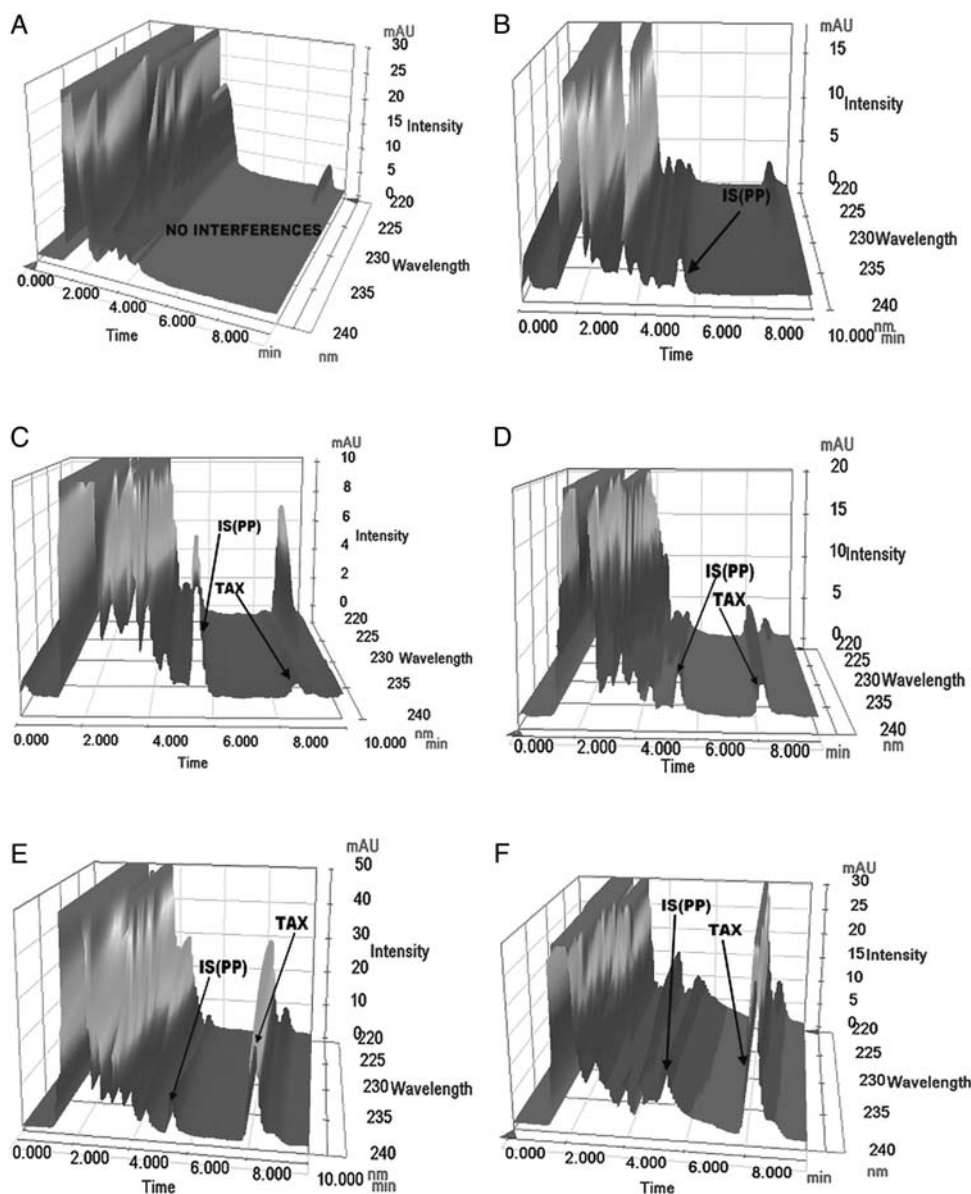 A
mAU
30
25
20
15 Intensity
10
5
0
220
225
230 Wavelength
235
240
NO INTERFERENCES
0.000 2.000 4.000 6.000 8.000
Time
min
nm
B
mAU
15
10 Intensity
5
0
220
225
230 Wavelength
235
240
IS(PP)
0.000 2.000 4.000 6.000 8.000 10.000
nm.
min
Time
C
mAU
10
8
6
Intensity
4
2
0
220
225
230 Wavelength
235
240
IS(PP)
TAX
0.000 2.000 4.000 6.000 8.000 10.000
nm
min
Time
D
mAU
20
15
10 Intensity
5
0
220
225
230 Wavelength
235
240
IS(PP)
TAX
0.000 2.000 4.000 6.000 8.000 min
nm
Time
E
mAU
50
40
30
Intensity
20
10
0
220
225
230 Wavelength
235
240
TAX
IS(PP)
0.000 2.000 4.000 6.000 8.000 10.000
nm
min
Time
F
mAU
30
25
20
15 Intensity
10
5
0
220
225
230 Wavelength
235
240
IS(PP)
TAX
0.000 2.000 4.000 6.000 8.000
min
nm
Time